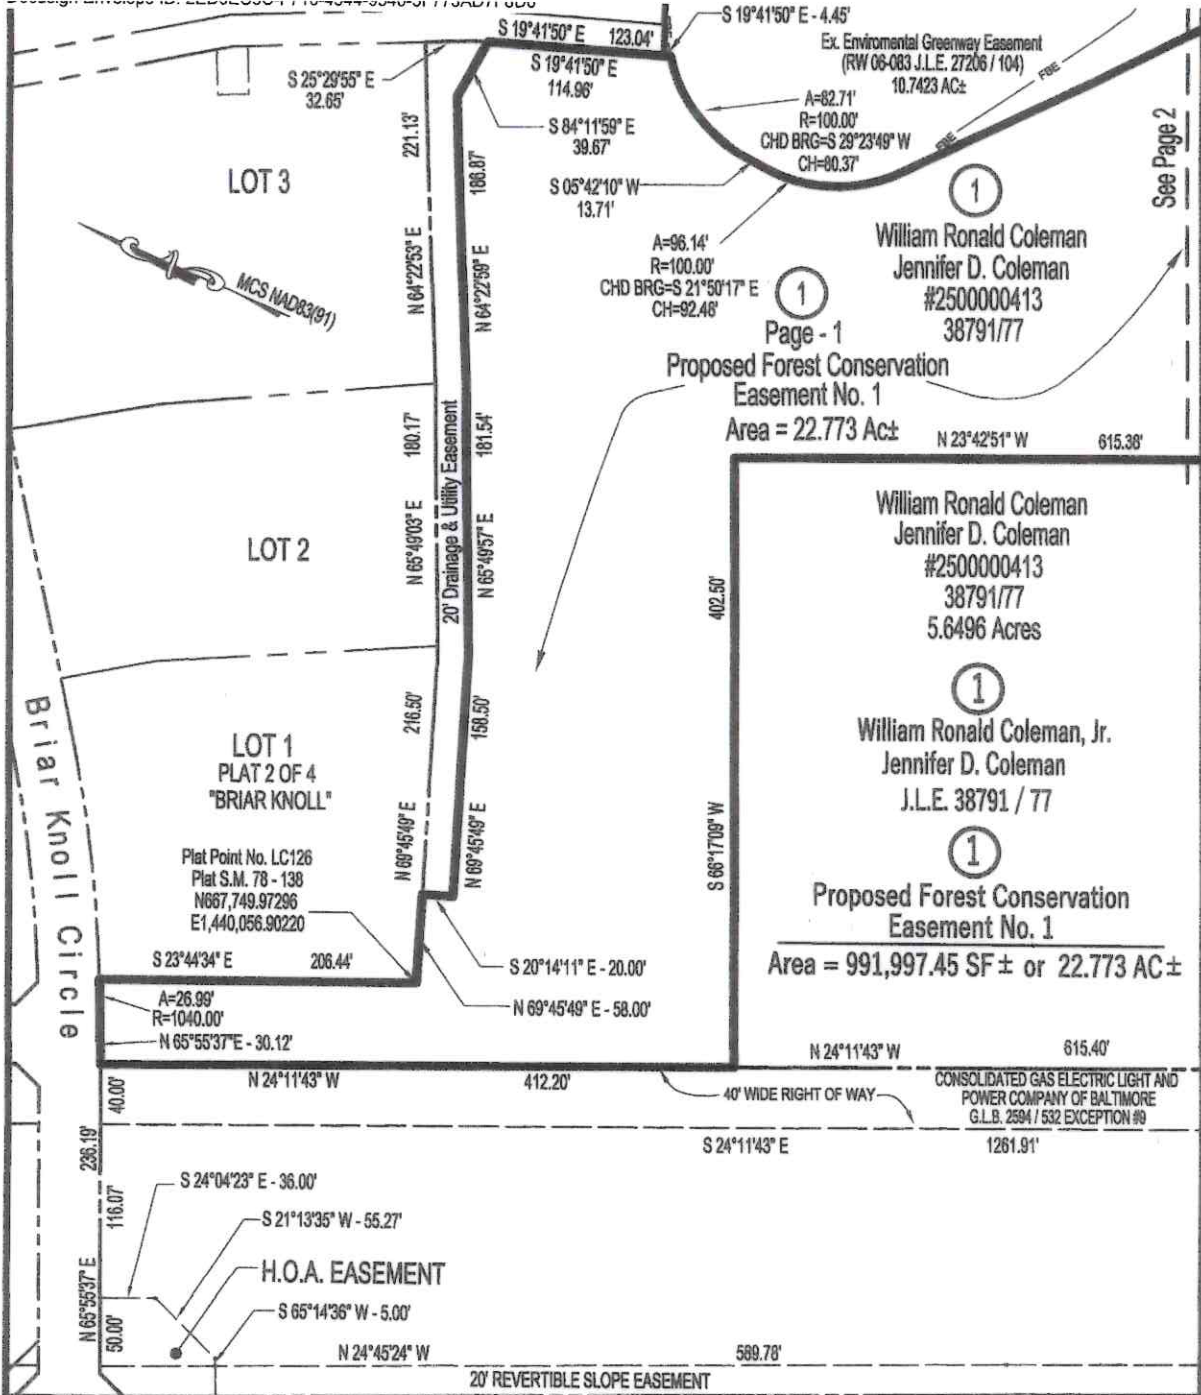 S 19°41'50" E 123.04'
S 19°41'50" E - 4.45'
S 19°41'50" E
114.96'
Ex. Enviromental Greenway Easement
(RW 06-083 J.L.E. 27206 / 104)
10.7423 AC±
FBE
FBE
S 25°29'55" E
32.65'
A=82.71'
R=100.00'
CHD BRG=S 29°23'49" W
CH=80.37'
S 84°11'59" E
39.67'
See Page 2
221.13'
186.87'
LOT 3
S 05°42'10" W
13.71'
1
William Ronald Coleman
Jennifer D. Coleman
#2500000413
38791/77
A=96.14'
R=100.00'
CHD BRG=S 21°50'17" E
CH=92.46'
N 64°22'53" E
N 64°22'59" E
MCS NAD83(91)
1
Page - 1
Proposed Forest Conservation
Easement No. 1
Area = 22.773 Ac±
N 23°42'51" W 615.38'
180.17'
20' Drainage & Utility Easement
181.54'
LOT 2
N 65°49'03" E
N 65°49'57" E
402.50'
William Ronald Coleman
Jennifer D. Coleman
#2500000413
38791/77
5.6496 Acres
1
William Ronald Coleman, Jr.
Jennifer D. Coleman
J.L.E. 38791 / 77
1
Proposed Forest Conservation
Easement No. 1
Area = 991,997.45 SF ± or 22.773 AC ±
Briar Knoll Circle
LOT 1
PLAT 2 OF 4
"BRIAR KNOLL"
216.50'
158.50'
N 69°45'49" E
N 69°45'49" E
S 66°17'09" W
Plat Point No. LC126
Plat S.M. 78 - 138
N667,749.97296
E1,440,056.90220
S 23°44'34" E 206.44'
S 20°14'11" E - 20.00'
N 69°45'49" E - 58.00'
A=26.99'
R=1040.00'
N 65°55'37"E - 30.12'
N 24°11'43" W 615.40'
N 24°11'43" W 412.20'
40' WIDE RIGHT OF WAY
CONSOLIDATED GAS ELECTRIC LIGHT AND
POWER COMPANY OF BALTIMORE
G.L.B. 2594 / 532 EXCEPTION #9
40.00'
236.19'
S 24°11'43" E 1261.91'
S 24°04'23" E - 36.00'
116.07'
S 21°13'35" W - 55.27'
H.O.A. EASEMENT
N 65°55'37" E
S 65°14'36" W - 5.00'
50.00'
N 24°45'24" W 589.78'
20' REVERTIBLE SLOPE EASEMENT